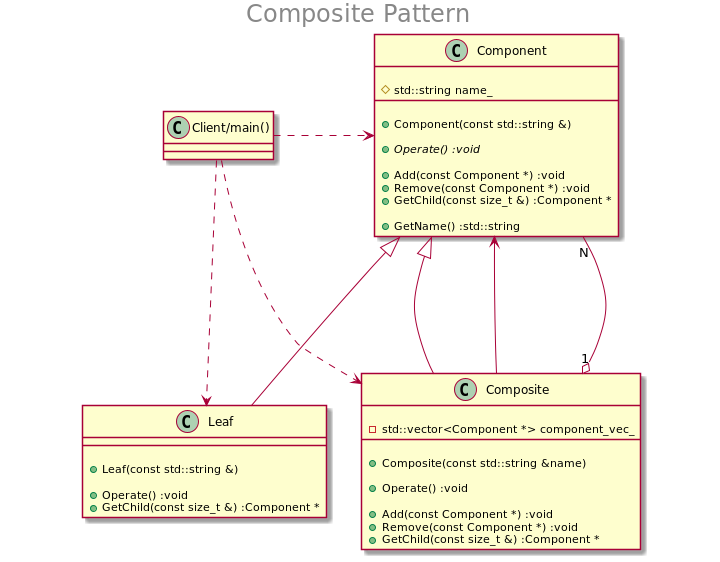 Composite Pattern
C Component
std::string name_
Component(const std::string &)
Operate() :void
Add(const Component *) :void
Remove(const Component *) :void
GetChild(const size_t &) :Component *
GetName() :std::string
C Client/main()
N
1
C Leaf
Leaf(const std::string &)
Operate() :void
GetChild(const size_t &) :Component *
C Composite
std::vector<Component *> component_vec_
Composite(const std::string &name)
Operate() :void
Add(const Component *) :void
Remove(const Component *) :void
GetChild(const size_t &) :Component *